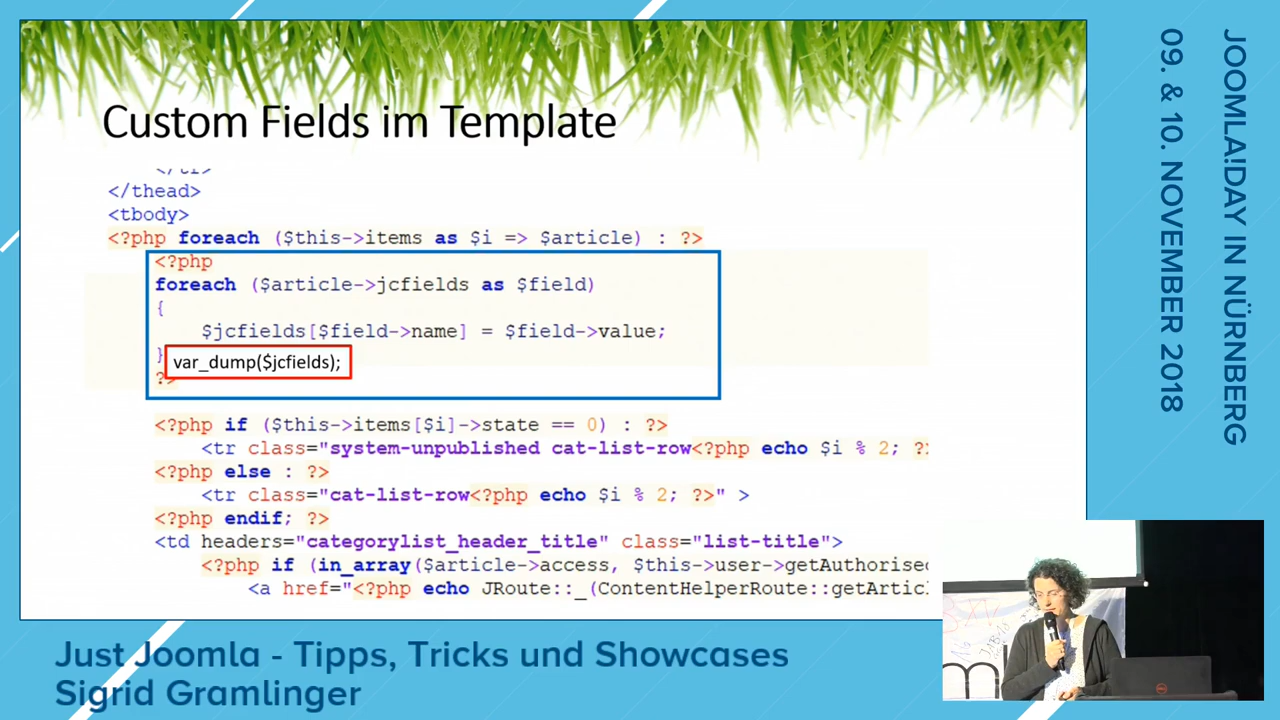 Custom Fields im Template
</thead>
<tbody>
<?php foreach ($this->items as $i => $article) : ?>
<?php
foreach ($article->jcfields as $field)
{
$jcfields[$field->name] = $field->value;
}
var_dump($jcfields);
?>
<?php if ($this->items[$i]->state == 0) : ?>
<tr class="system-unpublished cat-list-row<?php echo $i % 2; ?>
<?php else : ?>
<tr class="cat-list-row<?php echo $i % 2; ?>" >
<?php endif; ?>
<td headers="categorylist_header_title" class="list-title">
<?php if (in_array($article->access, $this->user->getAuthorised
<a href="<?php echo JRoute::_(ContentHelperRoute::getArtic
JOOMLA!DAY IN NÜRNBERG
09. & 10. NOVEMBER 2018
Just Joomla - Tipps, Tricks und Showcases
Sigrid Gramlinger